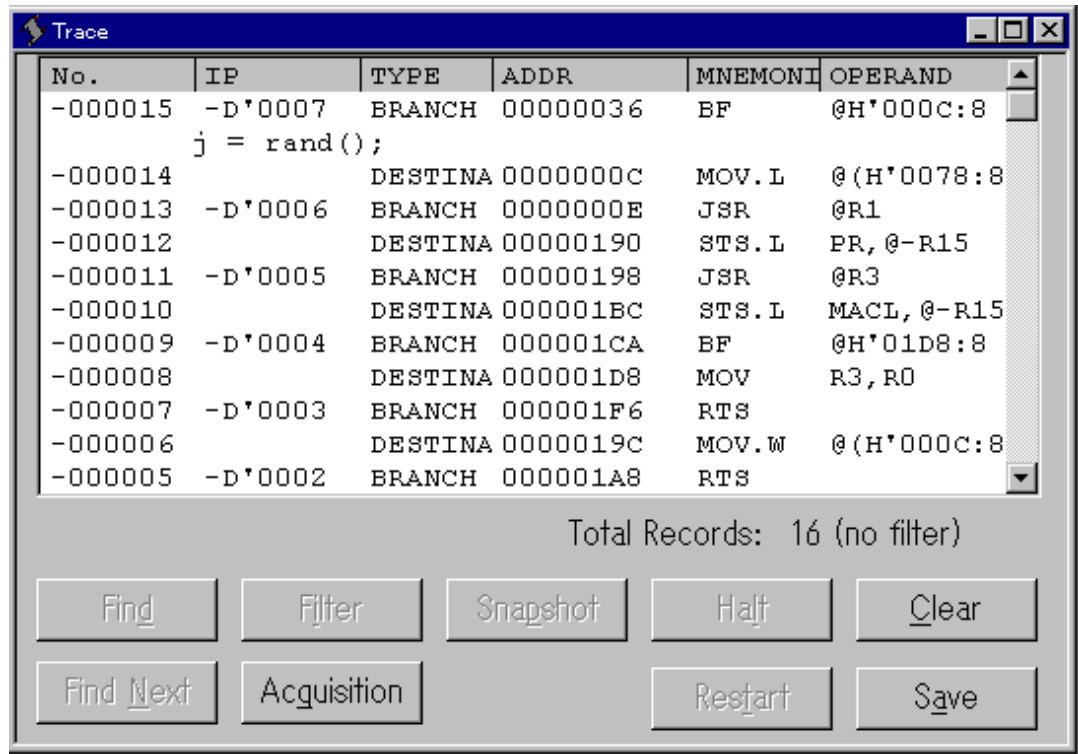 Trace
No. IP TYPE ADDR MNEMONI OPERAND
-000015 -D'0007 BRANCH 00000036 BF @H'000C:8
j = rand();
-000014 DESTINA 0000000C MOV.L @(H'0078:8
-000013 -D'0006 BRANCH 0000000E JSR @R1
-000012 DESTINA 00000190 STS.L PR,@-R15
-000011 -D'0005 BRANCH 00000198 JSR @R3
-000010 DESTINA 000001BC STS.L MACL,@-R15
-000009 -D'0004 BRANCH 000001CA BF @H'01D8:8
-000008 DESTINA 000001D8 MOV R3,R0
-000007 -D'0003 BRANCH 000001F6 RTS
-000006 DESTINA 0000019C MOV.W @(H'000C:8
-000005 -D'0002 BRANCH 000001A8 RTS
Total Records: 16 (no filter)
Find Filter Snapshot Halt Clear
Find Next Acquisition Restart Save